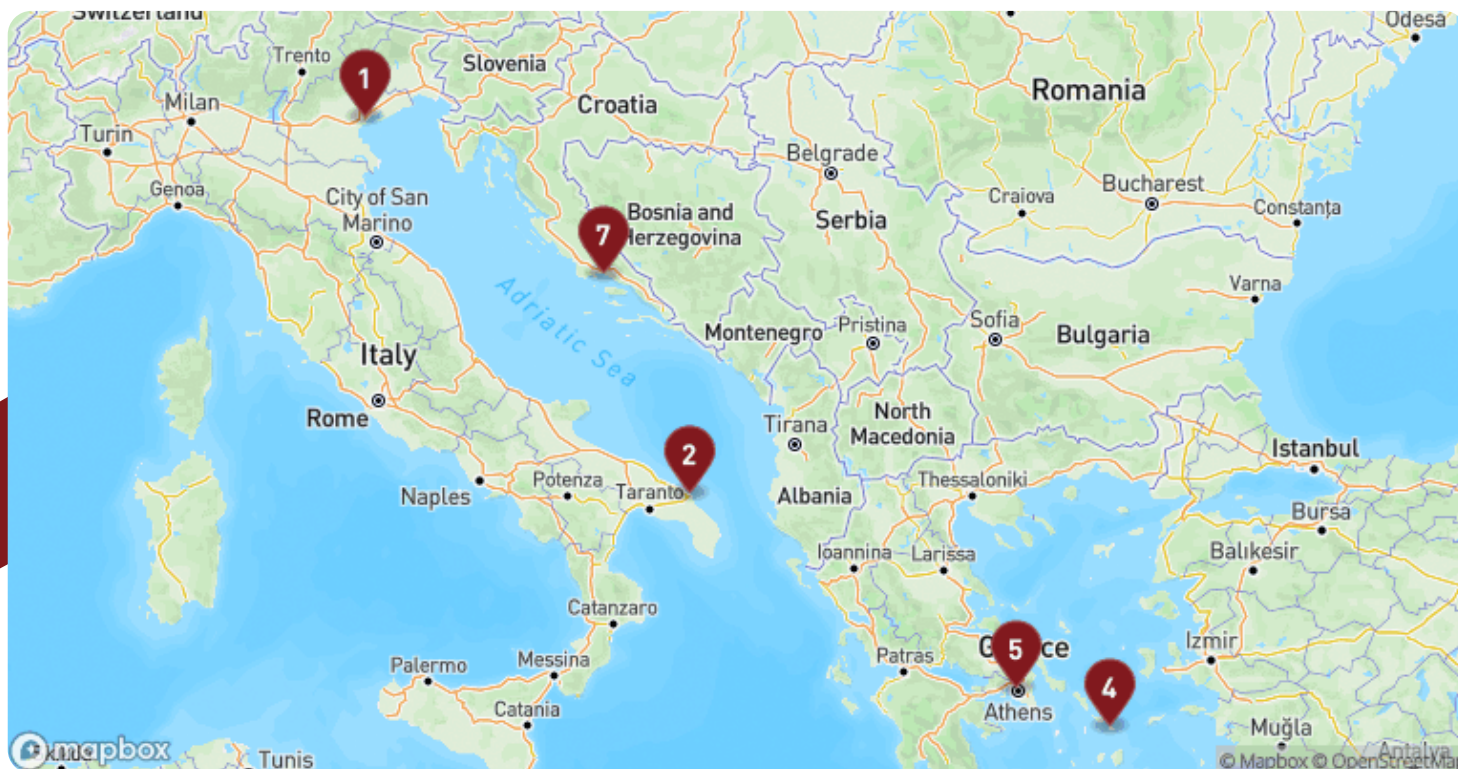 Switzerland
Odesa
Trento
Slovenia
1
Milan
Croatia
Romania
Turin
Belgrade
Genoa
City of San
Marino
Bosnia and
Herzegovina
Craiova
Bucharest
Constanța
Serbia
7
Adriatic Sea
Varna
Montenegro
Pristina
Sofia
Bulgaria
Italy
Rome
Tirana
North
Macedonia
Istanbul
2
Naples
Potenza
Taranto
Albania
Thessaloniki
Bursa
Ioannina
Larissa
Balıkesir
Catanzaro
Izmir
Palermo
Messina
Patras
Greece
5
4
Catania
Athens
Muğla
mapbox
Tunis
Antalya
© Mapbox © OpenStreetMap